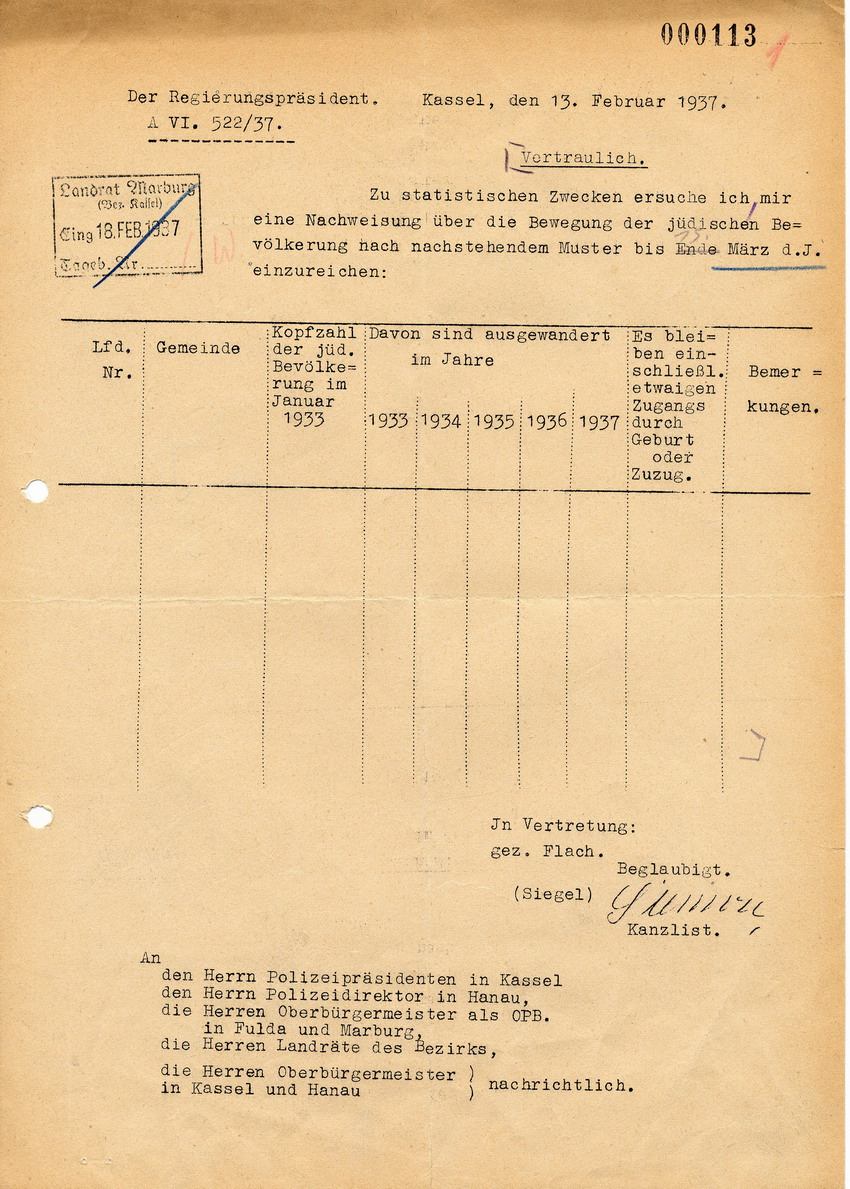 000113
1
Der Regierungspräsident.
Kassel, den 13. Februar 1937.
A VI. 522/37.
Vertraulich.
Landrat Marburg
(Bez. Kassel)
Eing 18. FEB. 1937
Tageb. Nr.
Zu statistischen Zwecken ersuche ich, mir
eine Nachweisung über die Bewegung der jüdischen Be=
völkerung nach nachstehendem Muster bis Ende März d.J.
einzureichen:
Lfd. Nr.
Gemeinde
Kopfzahl
der jüd.
Bevölke=
rung im
Januar
1933
Davon sind ausgewandert
im Jahre
1933 1934 1935 1936 1937
Es blei=
ben ein-
schließl.
etwaigen
Zugangs
durch
Geburt
oder
Zuzug.
Bemer =
kungen.
Jn Vertretung:
gez. Flach.
Beglaubigt.
(Siegel)
Kanzlist.
An
den Herrn Polizeipräsidenten in Kassel
den Herrn Polizeidirektor in Hanau,
die Herren Oberbürgermeister als OPB.
in Fulda und Marburg,
die Herren Landräte des Bezirks,
die Herren Oberbürgermeister )
in Kassel und Hanau ) nachrichtlich.